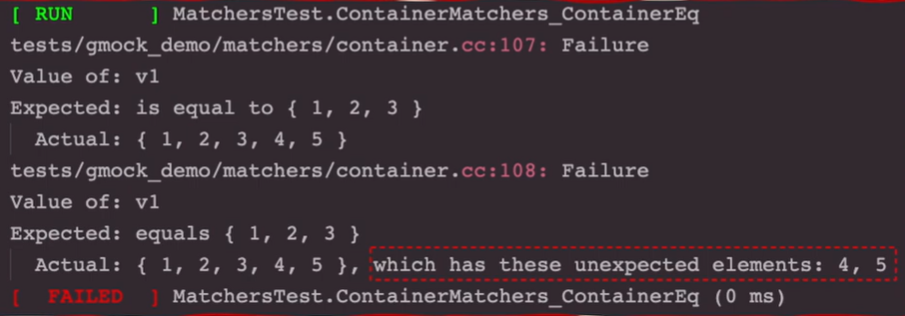 [ RUN      ] MatchersTest.ContainerMatchers_ContainerEq
tests/gmock_demo/matchers/container.cc:107: Failure
Value of: v1
Expected: is equal to { 1, 2, 3 }
  Actual: { 1, 2, 3, 4, 5 }
tests/gmock_demo/matchers/container.cc:108: Failure
Value of: v1
Expected: equals { 1, 2, 3 }
  Actual: { 1, 2, 3, 4, 5 }, which has these unexpected elements: 4, 5
[  FAILED  ] MatchersTest.ContainerMatchers_ContainerEq (0 ms)